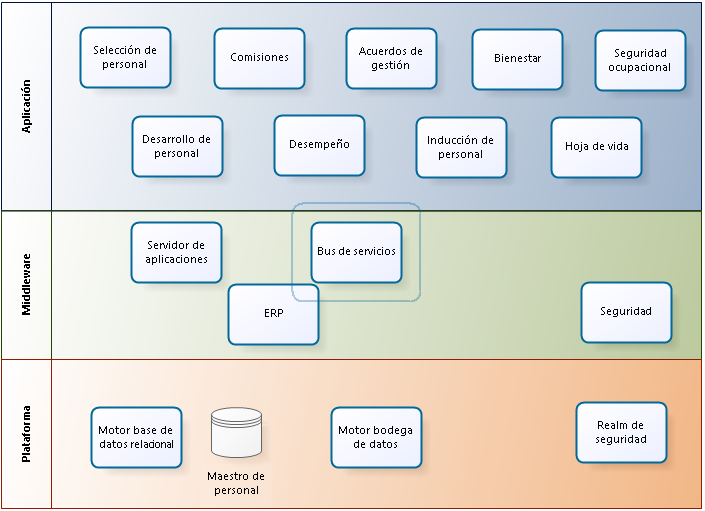 Aplicación
Selección de
personal
Comisiones
Acuerdos de
gestión
Bienestar
Seguridad
ocupacional
Desarrollo de
personal
Desempeño
Inducción de
personal
Hoja de vida
Middleware
Servidor de
aplicaciones
Bus de servicios
ERP
Seguridad
Plataforma
Motor base de
datos relacional
Maestro de
personal
Motor bodega
de datos
Realm de
seguridad